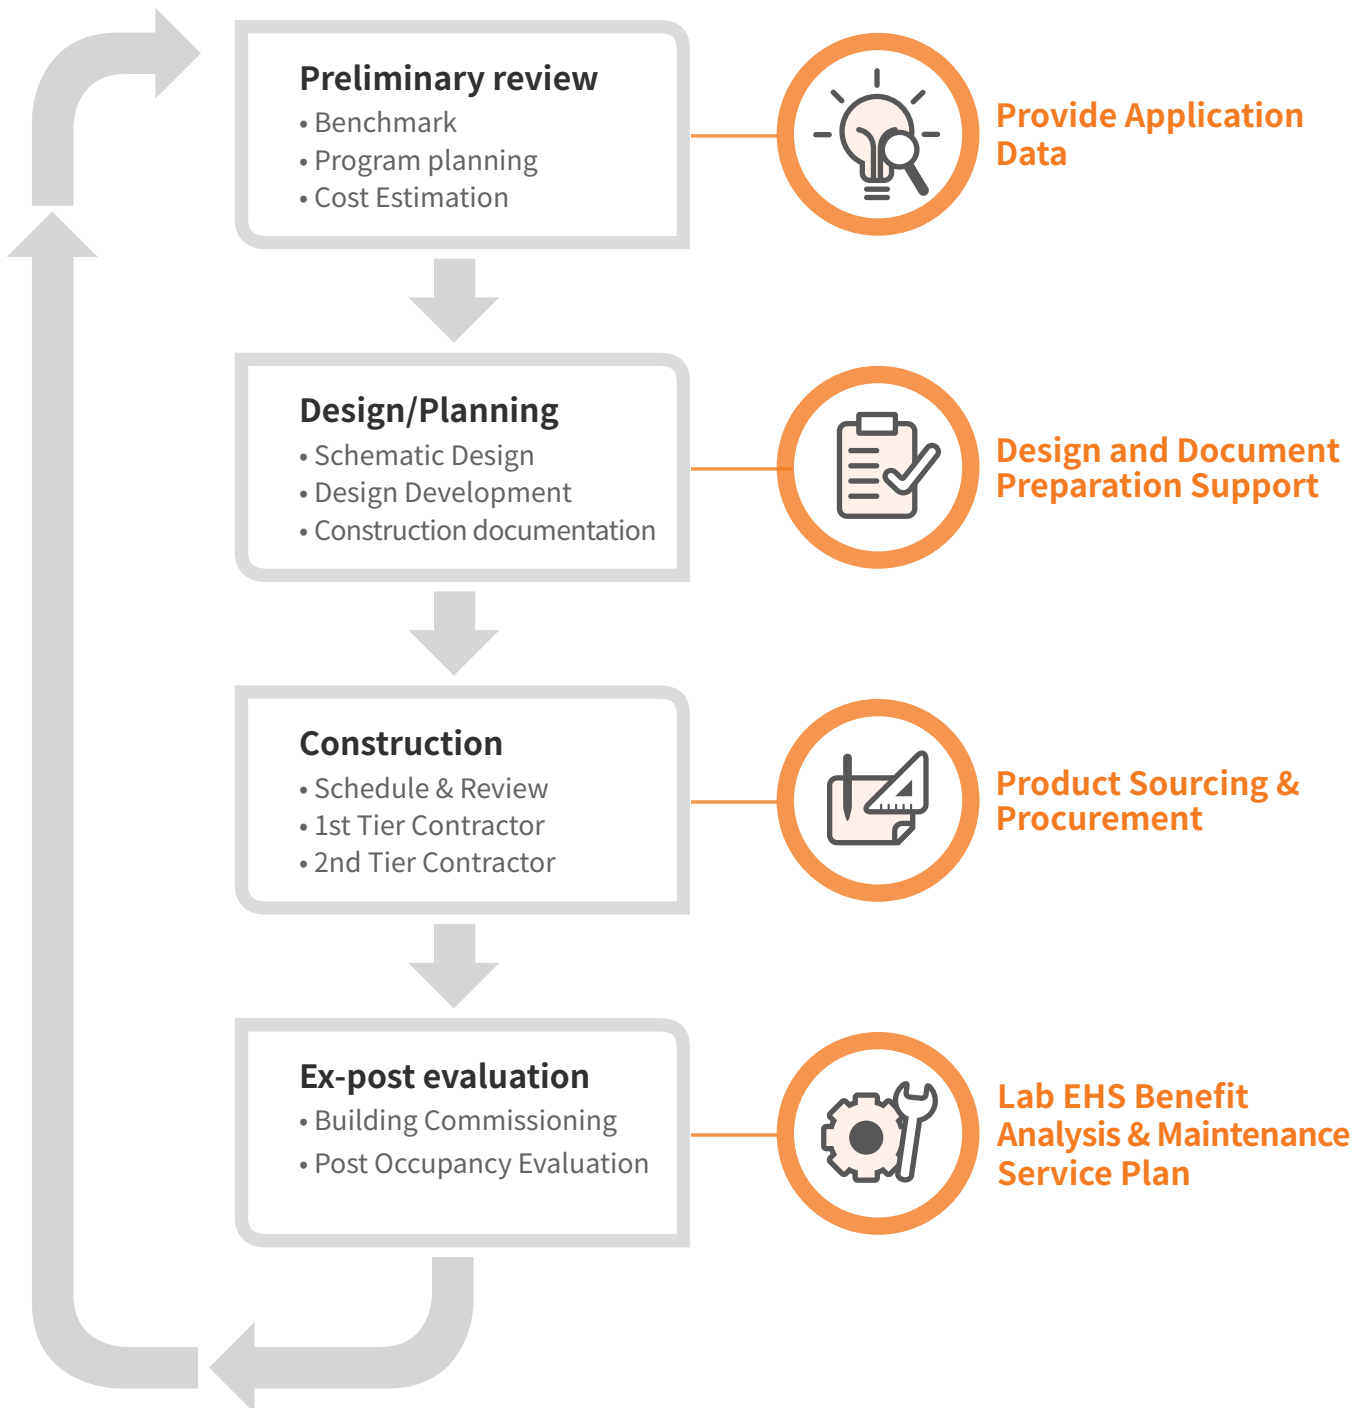 Preliminary review
• Benchmark
• Program planning
• Cost Estimation
Provide Application
Data
Design/Planning
• Schematic Design
• Design Development
• Construction documentation
Design and Document
Preparation Support
Construction
• Schedule & Review
• 1st Tier Contractor
• 2nd Tier Contractor
Product Sourcing &
Procurement
Ex-post evaluation
• Building Commissioning
• Post Occupancy Evaluation
Lab EHS Benefit
Analysis & Maintenance
Service Plan